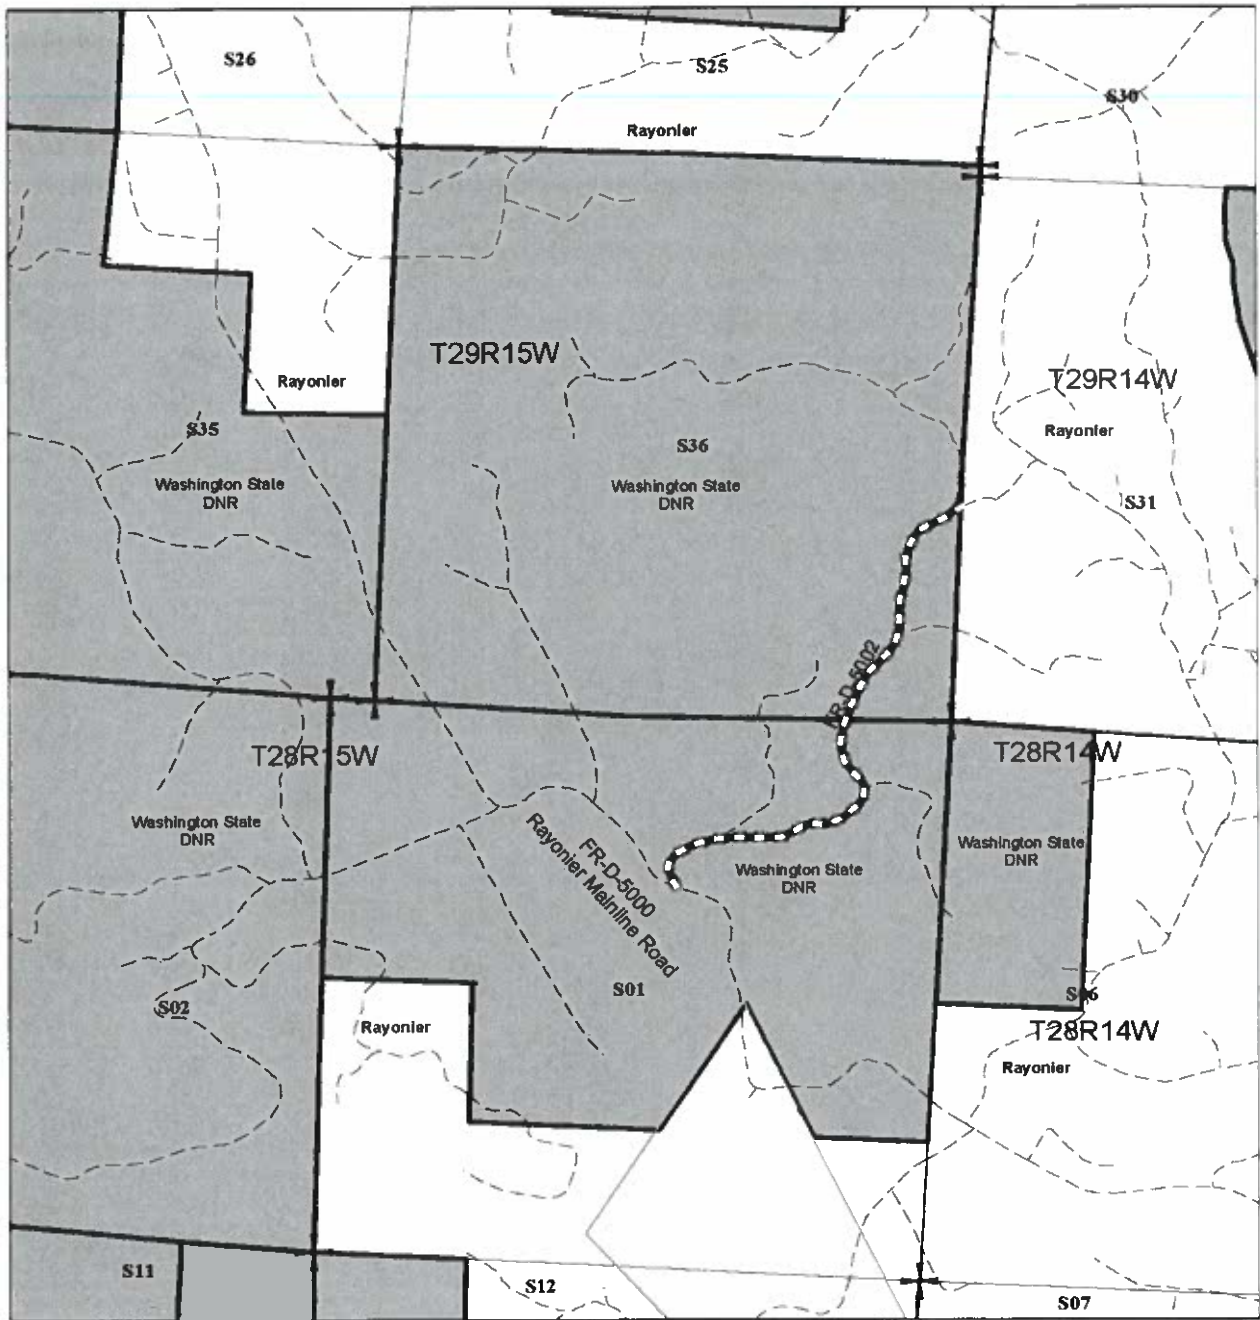 S26
S25
S30
Rayonier
T29R15W
Rayonier
T29R14W
Rayonier
S35
S36
Washington State
DNR
Washington State
DNR
S31
FR-D-5002
T28R15W
T28R14W
Washington State
DNR
Washington State
DNR
Washington State
DNR
FR-D-5000
Rayonier Mainline Road
S01
S02
S06
Rayonier
T28R14W
Rayonier
S11
S12
S07